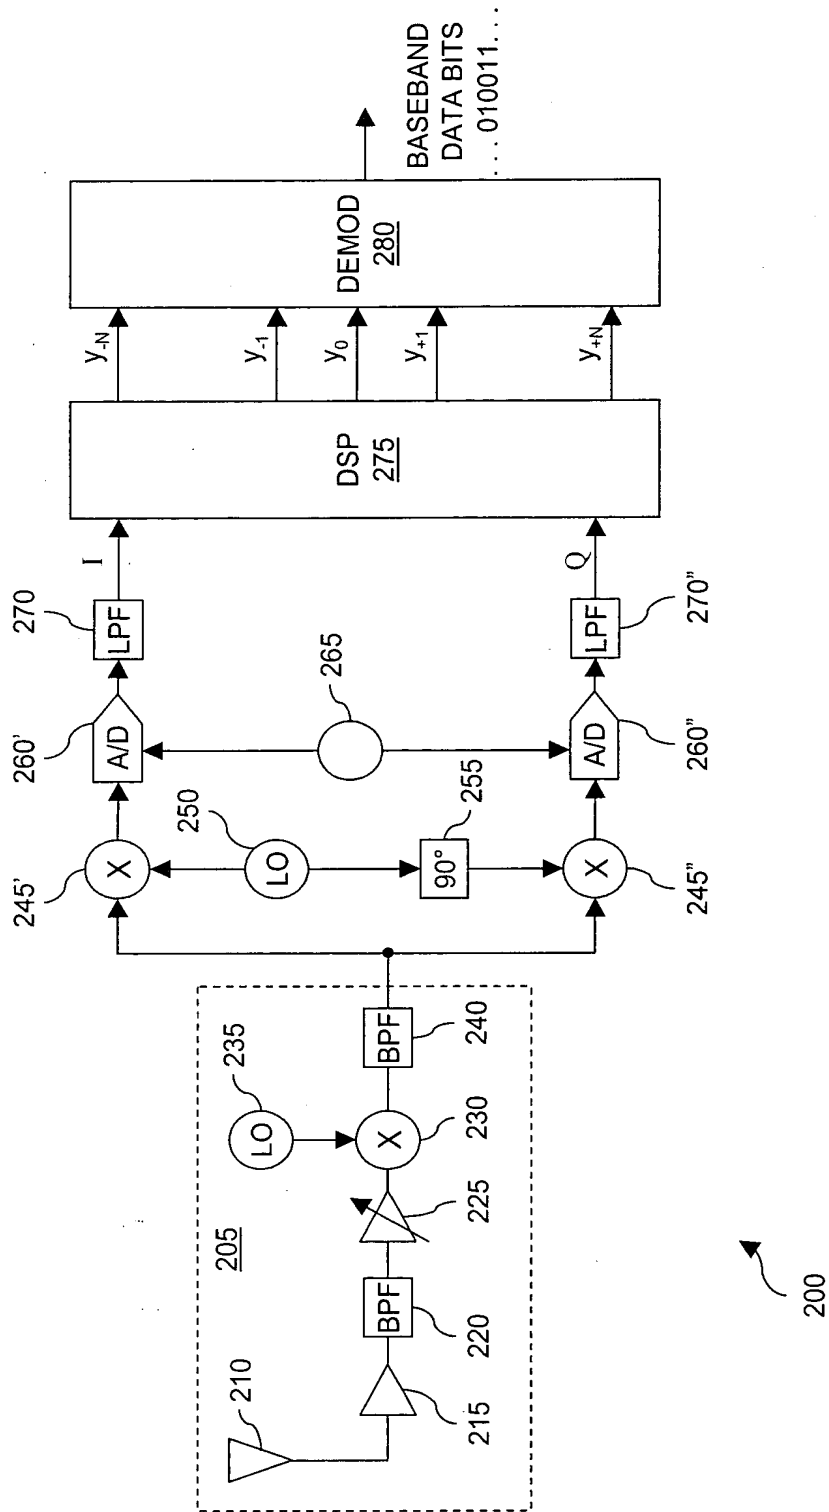 205
210
215
BPF
220
225
LO
235
X
230
BPF
240
245'
X
LO
250
90°
255
X
245"
260'
A/D
265
A/D
260"
270
LPF
LPF
270"
I
Q
DSP
275
y-N
y-1
y0
y+1
y+N
DEMOD
280
BASEBAND
DATA BITS
. . . . 010011. . .
200